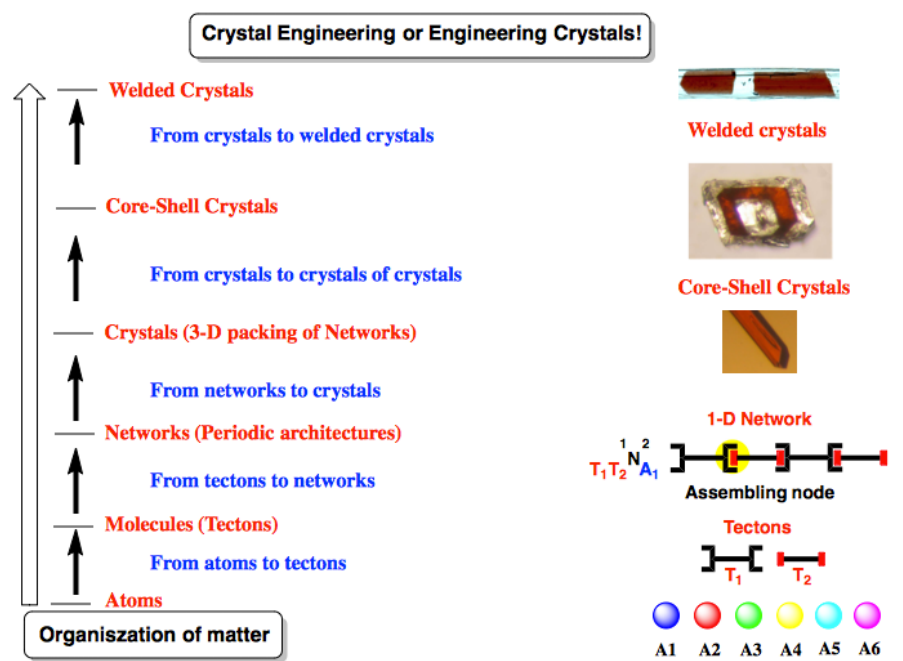 Crystal Engineering or Engineering Crystals!
Welded Crystals
From crystals to welded crystals
Core-Shell Crystals
From crystals to crystals of crystals
Crystals (3-D packing of Networks)
From networks to crystals
Networks (Periodic architectures)
From tectons to networks
Molecules (Tectons)
From atoms to tectons
Atoms
Organiszation of matter
Welded crystals
Core-Shell Crystals
1-D Network
T1T2 1N2 A1
Assembling node
Tectons
T1 T2
A1 A2 A3 A4 A5 A6